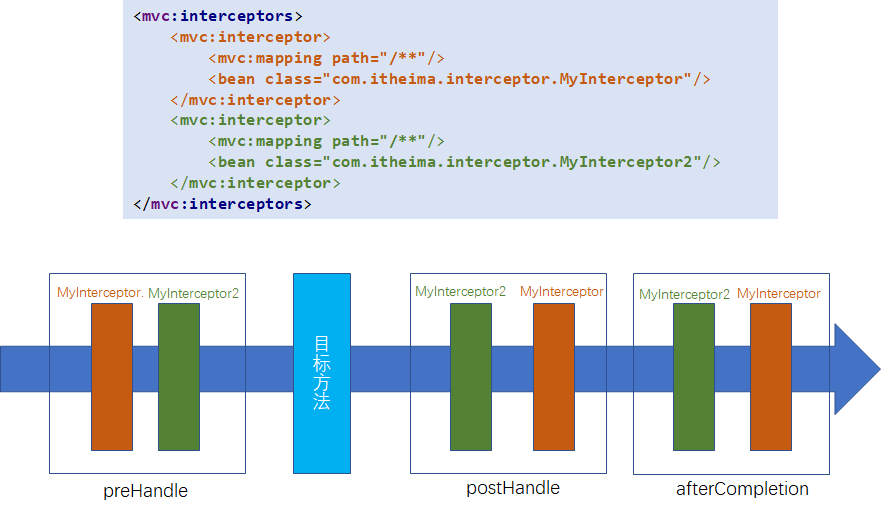 <mvc:interceptors>
<mvc:interceptor>
<mvc:mapping path="/**"/>
<bean class="com.itheima.interceptor.MyInterceptor"/>
</mvc:interceptor>
<mvc:interceptor>
<mvc:mapping path="/**"/>
<bean class="com.itheima.interceptor.MyInterceptor2"/>
</mvc:interceptor>
</mvc:interceptors>
MyInterceptor. MyInterceptor2
目标方法
MyInterceptor2 MyInterceptor
MyInterceptor2 MyInterceptor
preHandle
postHandle
afterCompletion